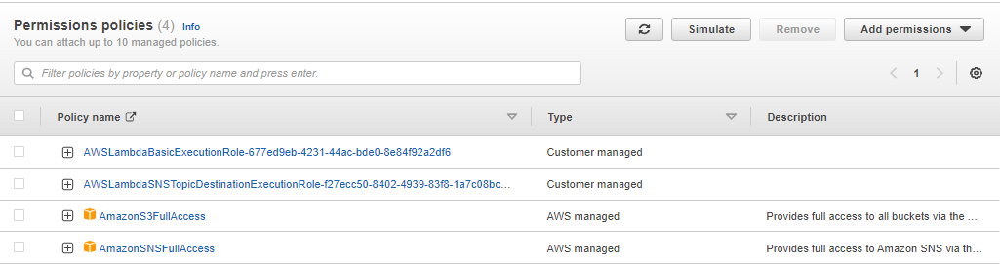 Permissions policies (4) Info
You can attach up to 10 managed policies.
Simulate Remove Add permissions
Filter policies by property or policy name and press enter.
1
Policy name Type Description
AWSLambdaBasicExecutionRole-677ed9eb-4231-44ac-bde0-8e84f92a2df6 Customer managed
AWSLambdaSNSTopicDestinationExecutionRole-f27ecc50-8402-4939-83f8-1a7c08bc... Customer managed
AmazonS3FullAccess AWS managed Provides full access to all buckets via the ...
AmazonSNSFullAccess AWS managed Provides full access to Amazon SNS via th...